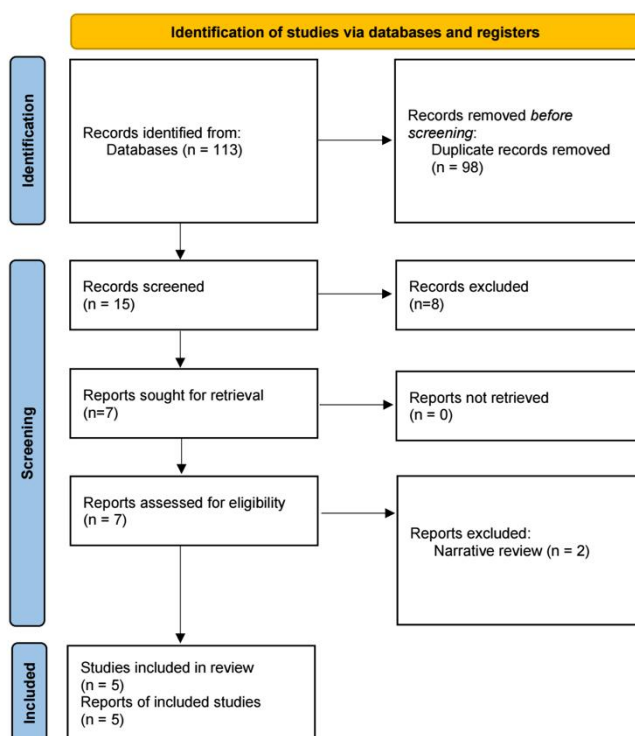 Identification of studies via databases and registers
Identification
Records identified from:
Databases (n = 113)
Records removed before
screening:
Duplicate records removed
(n = 98)
Screening
Records screened
(n = 15)
Records excluded
(n=8)
Reports sought for retrieval
(n=7)
Reports not retrieved
(n = 0)
Reports assessed for eligibility
(n = 7)
Reports excluded:
Narrative review (n = 2)
Included
Studies included in review
(n = 5)
Reports of included studies
(n = 5)